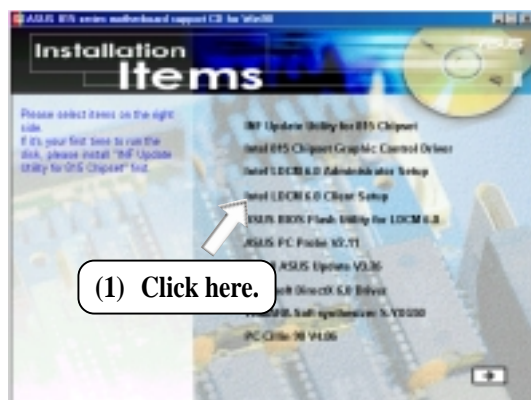 ASUS 815 series motherboard support CD for Win98
Installation
Items
Please select items on the right
side.
If it's your first time to run the
disk, please install "INF Update
Utility for 815 Chipset" first.
INF Update Utility for 815 Chipset
Intel 815 Chipset Graphic Control Driver
Intel LDCM 6.0 Administrator Setup
Intel LDCM 6.0 Client Setup
ASUS BIOS Flash Utility for LDCM 6.0
ASUS PC Probe V2.11
ASUS Update V3.36
DirectX 6.0 Driver
Soft synthesizer S-YXG50
PC Cillin 98 V4.06
(1) Click here.